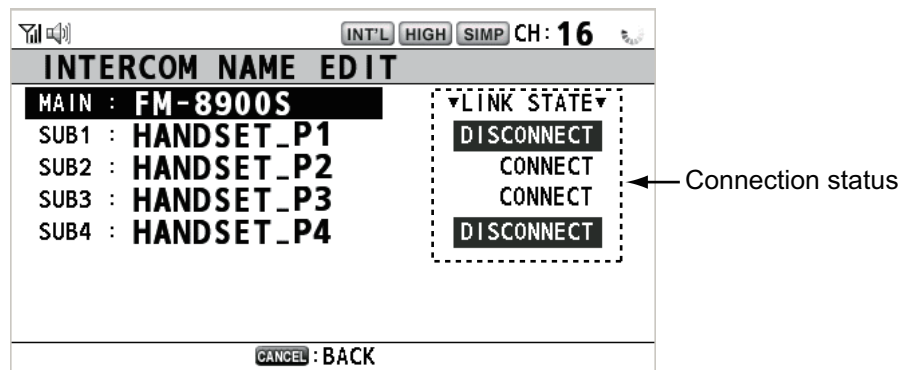 INT'L HIGH SIMP CH: 16
INTERCOM NAME EDIT
MAIN : FM-8900S ▼LINK STATE▼
SUB1 : HANDSET_P1 DISCONNECT
SUB2 : HANDSET_P2 CONNECT
SUB3 : HANDSET_P3 CONNECT
SUB4 : HANDSET_P4 DISCONNECT
Connection status
CANCEL : BACK